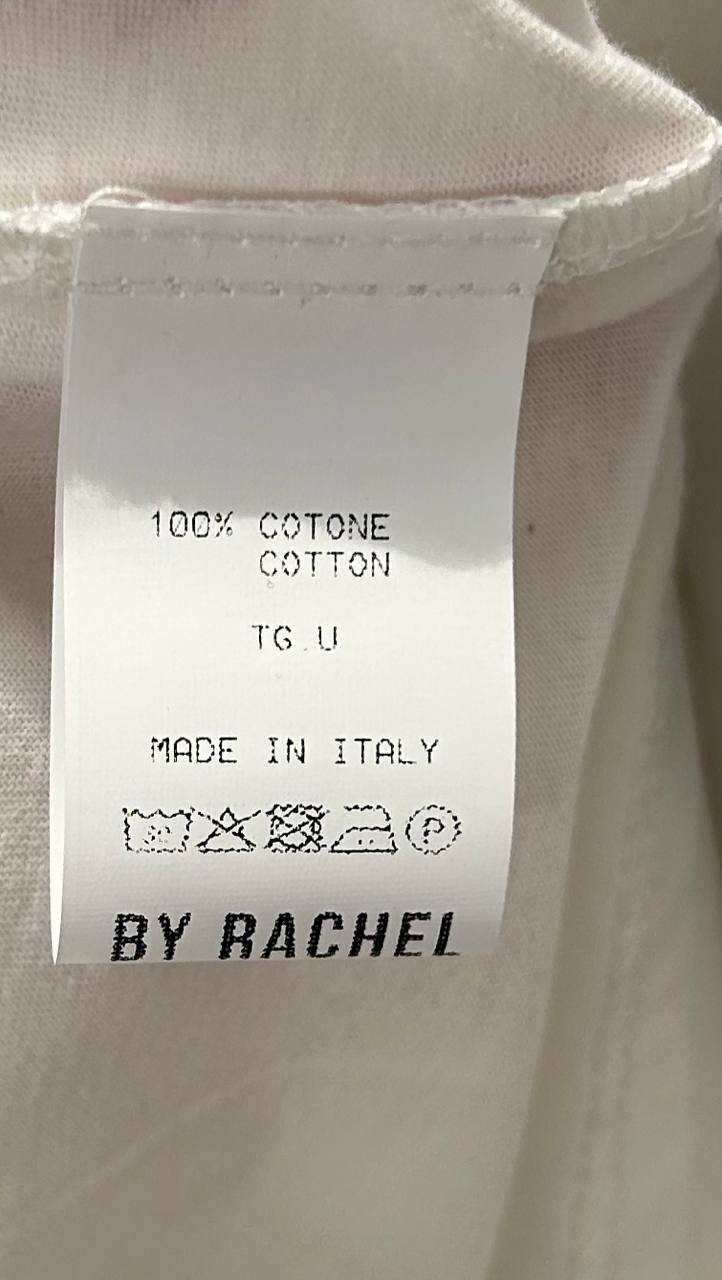 100% COTONE
COTTON
TG.U
MADE IN ITALY
P
BY RACHEL